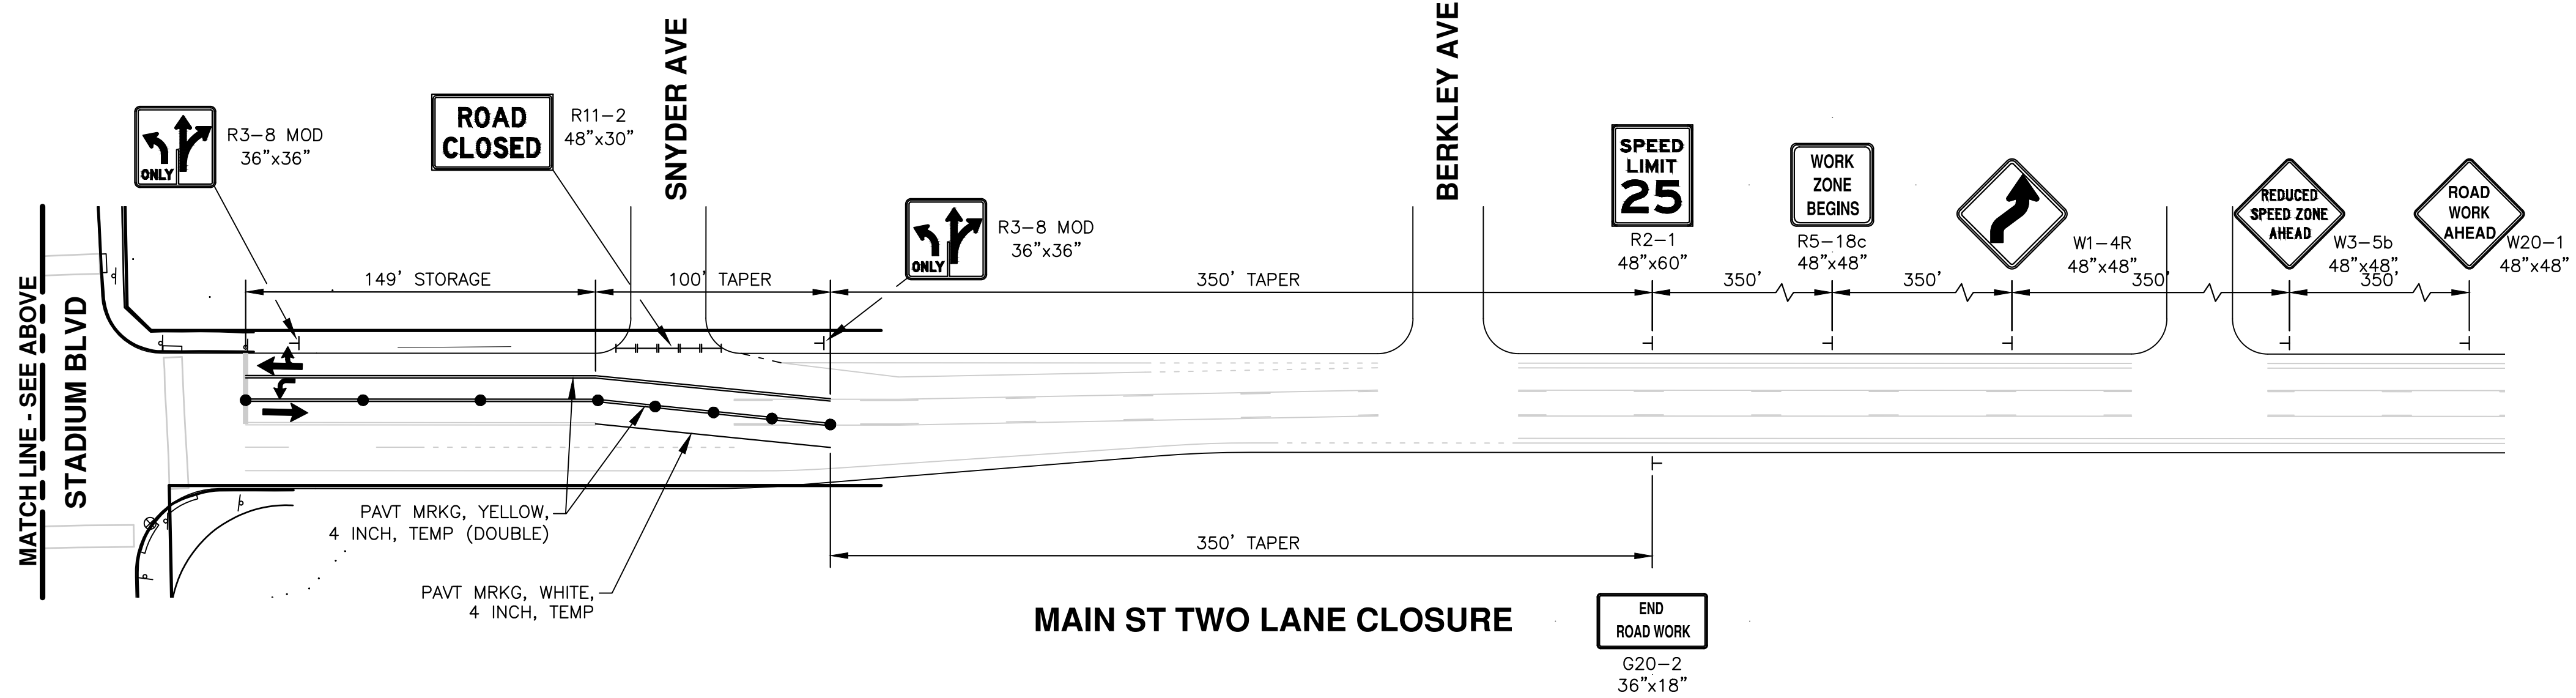 SNYDER AVE
BERKLEY AVE
ONLY
R3-8 MOD
36"x36"
ROAD
CLOSED
R11-2
48"x30"
ONLY
R3-8 MOD
36"x36"
SPEED
LIMIT
25
R2-1
48"x60"
WORK
ZONE
BEGINS
R5-18c
48"x48"
W1-4R
48"x48"
REDUCED
SPEED ZONE
AHEAD
W3-5b
48"x48"
ROAD
WORK
AHEAD
W20-1
48"x48"
149' STORAGE
100' TAPER
350' TAPER
350'
350'
350'
350'
MATCH LINE - SEE ABOVE
STADIUM BLVD
PAVT MRKG, YELLOW,
4 INCH, TEMP (DOUBLE)
PAVT MRKG, WHITE,
4 INCH, TEMP
350' TAPER
MAIN ST TWO LANE CLOSURE
END
ROAD WORK
G20-2
36"x18"